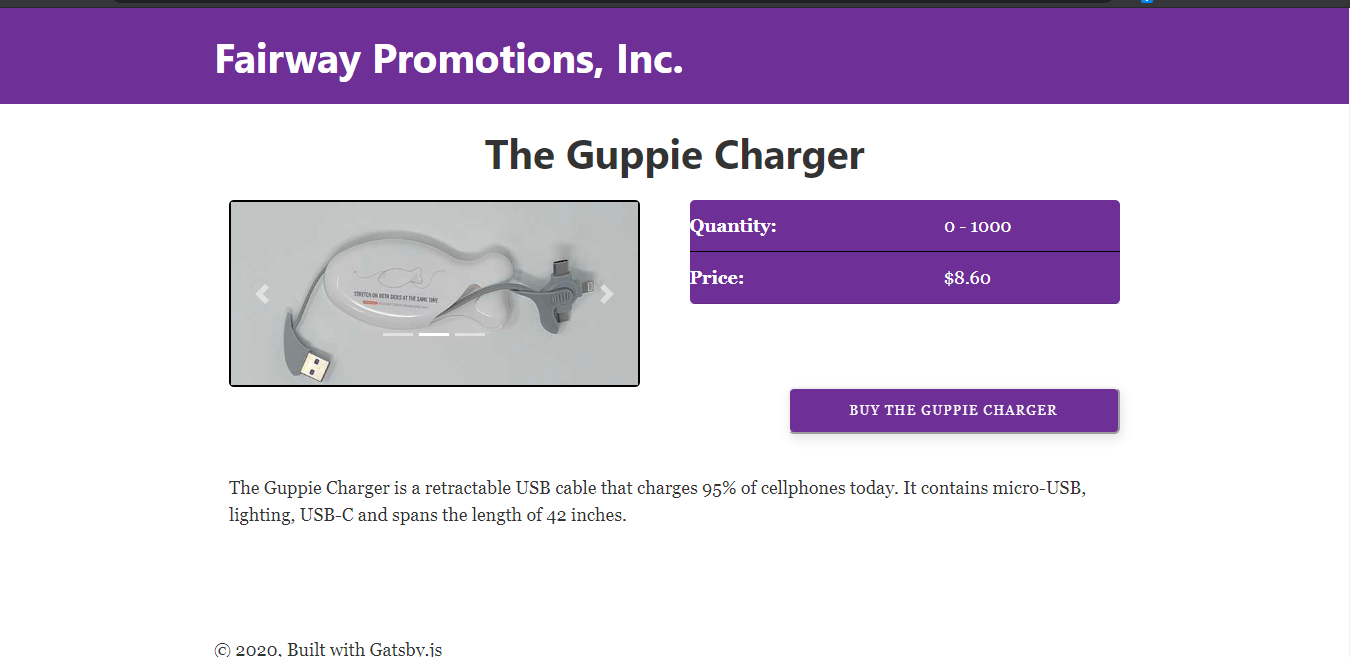 Fairway Promotions, Inc.
The Guppie Charger
Quantity: 0 - 1000
Price: $8.60
STRETCH ON BOTH SIDES AT THE SAME TIME
BUY THE GUPPIE CHARGER
The Guppie Charger is a retractable USB cable that charges 95% of cellphones today. It contains micro-USB,
lighting, USB-C and spans the length of 42 inches.
© 2020, Built with Gatsby.js